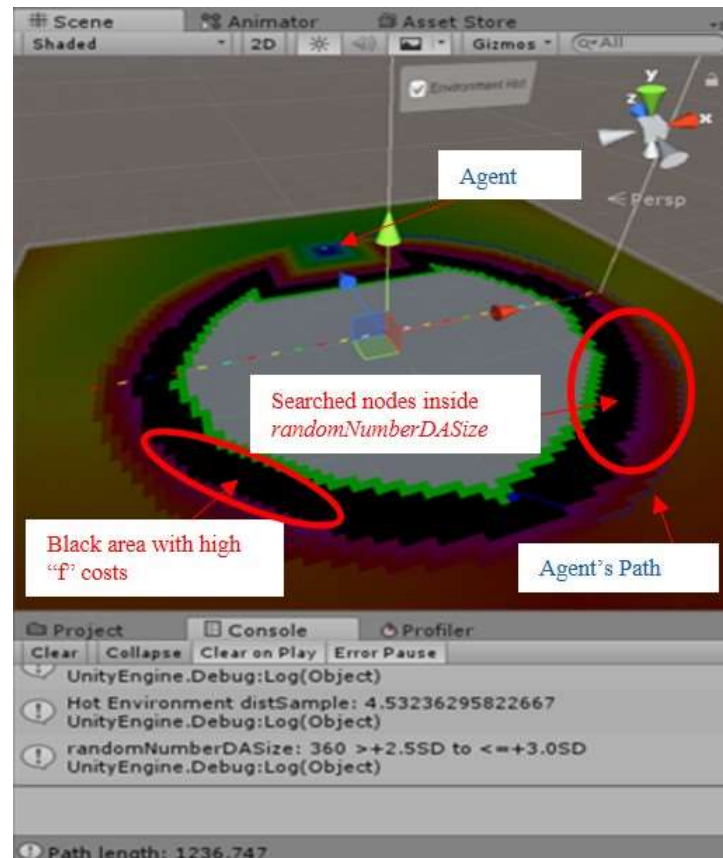 Scene Animator Asset Store
Shaded 2D Gizmos All
Environment Hot
y
z x
Persp
Agent
Searched nodes inside
randomNumberDASize
Black area with high
“f” costs
Agent’s Path
Project Console Profiler
Clear Collapse Clear on Play Error Pause
UnityEngine.Debug:Log(Object)
Hot Environment distSample: 4.53236295822667
UnityEngine.Debug:Log(Object)
randomNumberDASize: 360 >+2.5SD to <=+3.0SD
UnityEngine.Debug:Log(Object)
Path length: 1236.747